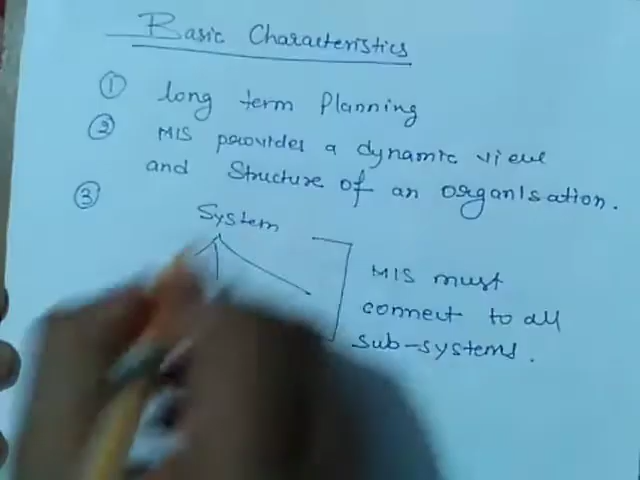 Basic Characteristics
① long term Planning
② MIS provides a dynamic view
and Structure of an organisation.
③
System
MIS must
connect to all
sub-systems.